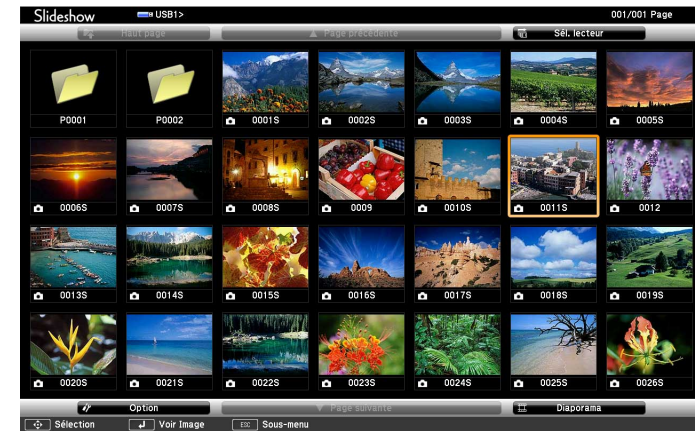 Slideshow USB1> 001/001 Page
Haut page ▲ Page précédente Sél. lecteur
P0001 P0002 0001S 0002S 0003S 0004S 0005S
0006S 0007S 0008S 0009 0010S 0011S 0012
0013S 0014S 0015S 0016S 0017S 0018S 0019S
0020S 0021S 0022S 0023S 0024S 0025S 0026S
Option ▼ Page suivante Diaporama
Sélection Voir Image ESC Sous-menu